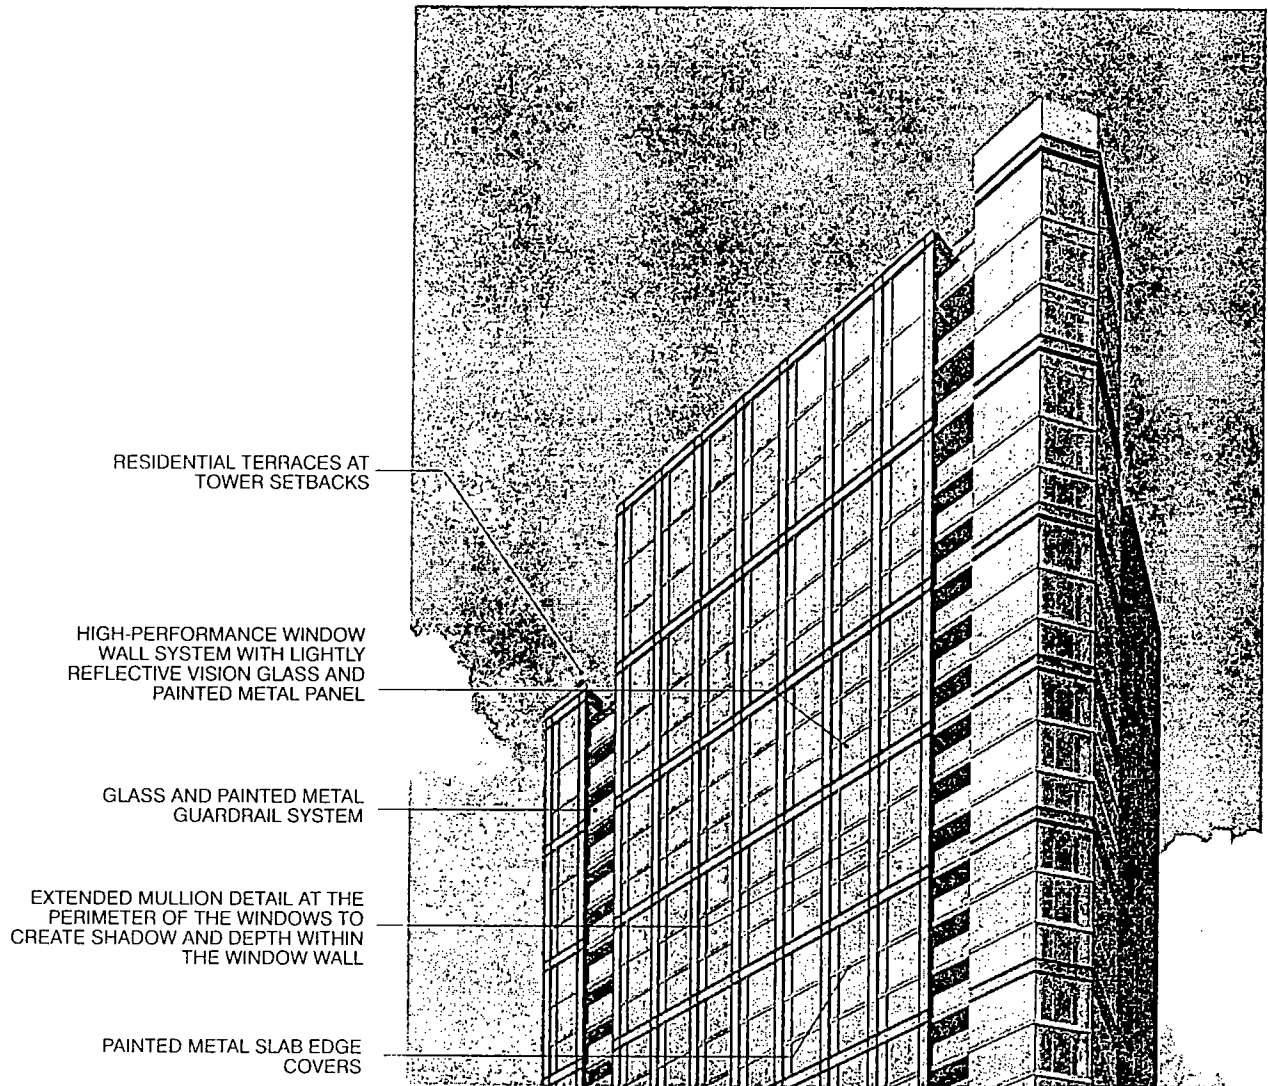 RESIDENTIAL TERRACES AT
TOWER SETBACKS
HIGH-PERFORMANCE WINDOW
WALL SYSTEM WITH LIGHTLY
REFLECTIVE VISION GLASS AND
PAINTED METAL PANEL
GLASS AND PAINTED METAL
GUARDRAIL SYSTEM
EXTENDED MULLION DETAIL AT THE
PERIMETER OF THE WINDOWS TO
CREATE SHADOW AND DEPTH WITHIN
THE WINDOW WALL
PAINTED METAL SLAB EDGE
COVERS